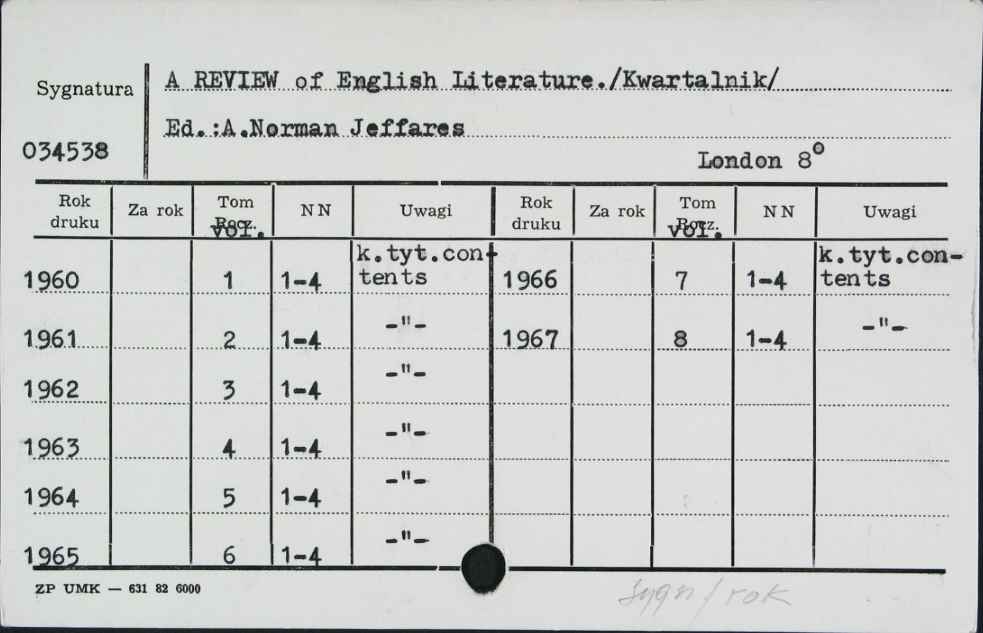 Sygnatura
A REVIEW of English Literature./Kwartalnik/
Ed.:A.Norman Jeffares
034538
London 8°
Rok druku Za rok Tom Rocz. vol. NN Uwagi Rok druku Za rok Tom Rocz. vol. NN Uwagi
1960 1 1-4 k.tyt.contents 1966 7 1-4 k.tyt.con-tents
1961 2 1-4 -"- 1967 8 1-4 -"-
1962 3 1-4 -"-
1963 4 1-4 -"-
1964 5 1-4 -"-
1965 6 1-4 -"-
ZP UMK — 631 82 6000
sygn/rok